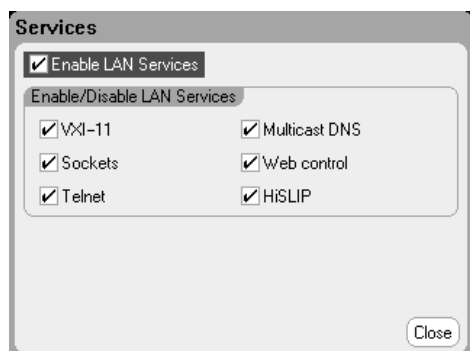 Services
Enable LAN Services
Enable/Disable LAN Services
VXI-11
Multicast DNS
Sockets
Web control
Telnet
HiSLIP
Close